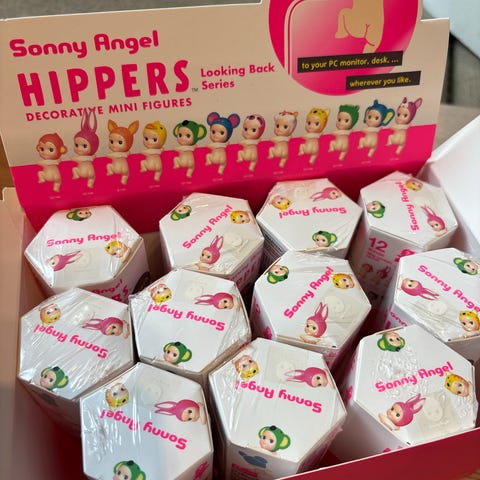 Sonny Angel
HIPPERS™
Looking Back
Series
DECORATIVE MINI FIGURES
to your PC monitor, desk, ...
wherever you like.
Sonny Angel
Sonny Angel
Sonny Angel
Sonny Angel
12
Sonny Angel
Sonny Angel
Sonny Angel
Sonny Angel
Sonny Angel
Sonny Angel
Sonny Angel